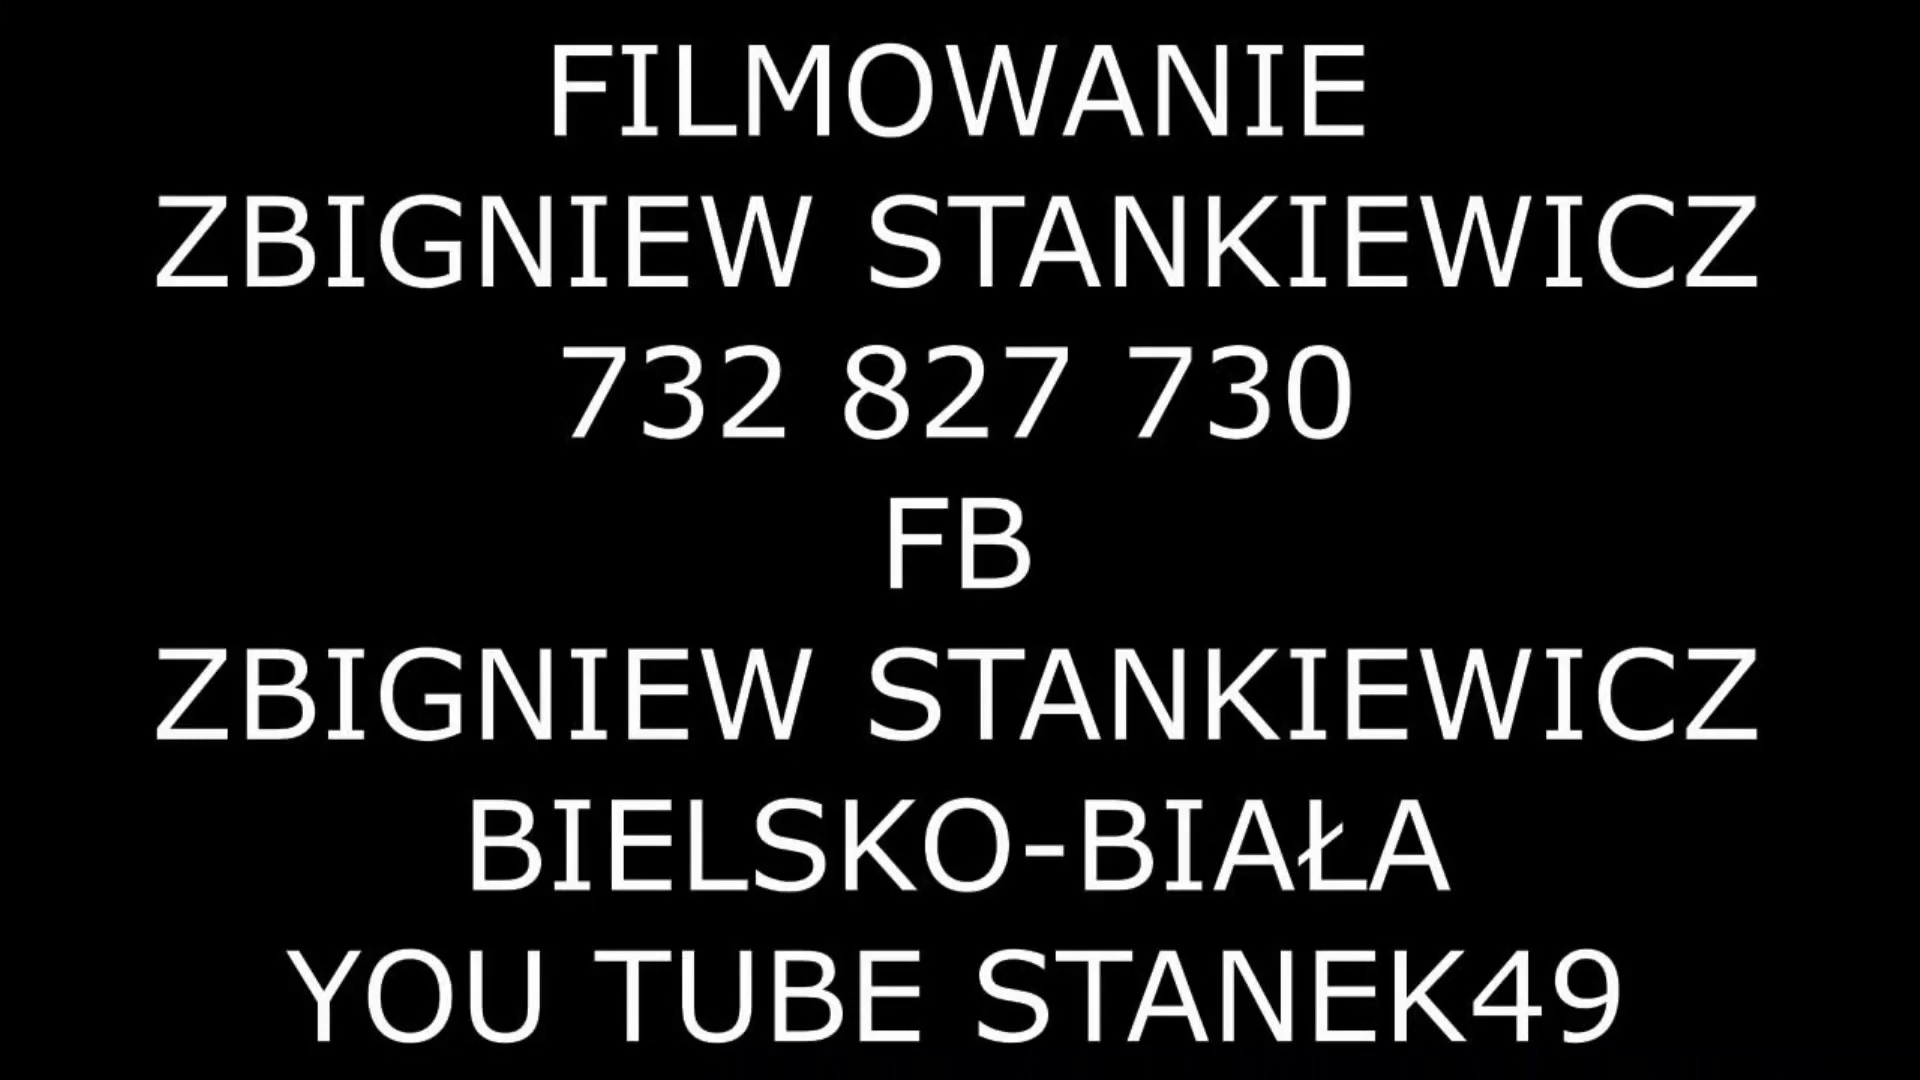 FILMOWANIE
ZBIGNIEW STANKIEWICZ
732 827 730
FB
ZBIGNIEW STANKIEWICZ
BIELSKO-BIAŁA
YOU TUBE STANEK49